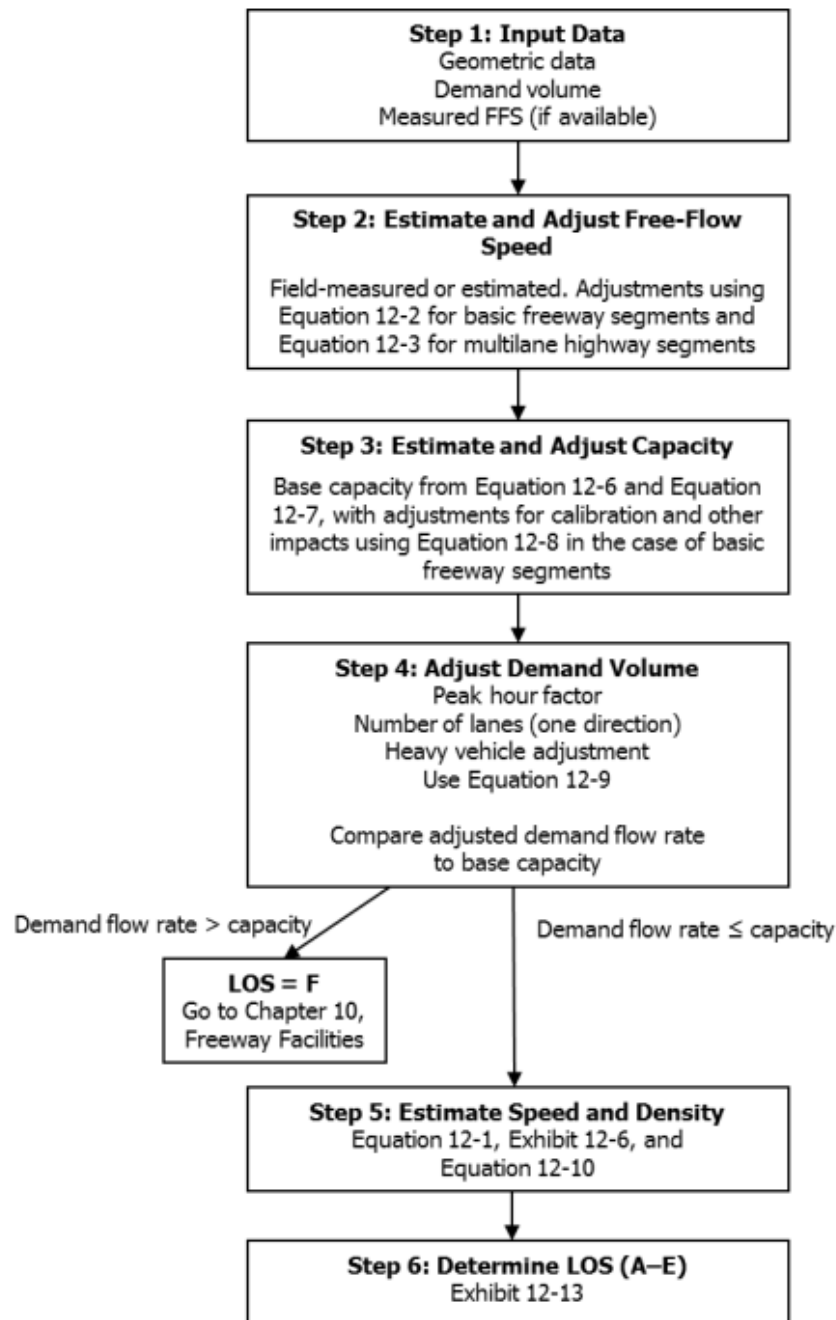 Step 1: Input Data
Geometric data
Demand volume
Measured FFS (if available)
Step 2: Estimate and Adjust Free-Flow
Speed
Field-measured or estimated. Adjustments using
Equation 12-2 for basic freeway segments and
Equation 12-3 for multilane highway segments
Step 3: Estimate and Adjust Capacity
Base capacity from Equation 12-6 and Equation
12-7, with adjustments for calibration and other
impacts using Equation 12-8 in the case of basic
freeway segments
Step 4: Adjust Demand Volume
Peak hour factor
Number of lanes (one direction)
Heavy vehicle adjustment
Use Equation 12-9
Compare adjusted demand flow rate
to base capacity
Demand flow rate > capacity
Demand flow rate ≤ capacity
LOS = F
Go to Chapter 10,
Freeway Facilities
Step 5: Estimate Speed and Density
Equation 12-1, Exhibit 12-6, and
Equation 12-10
Step 6: Determine LOS (A–E)
Exhibit 12-13